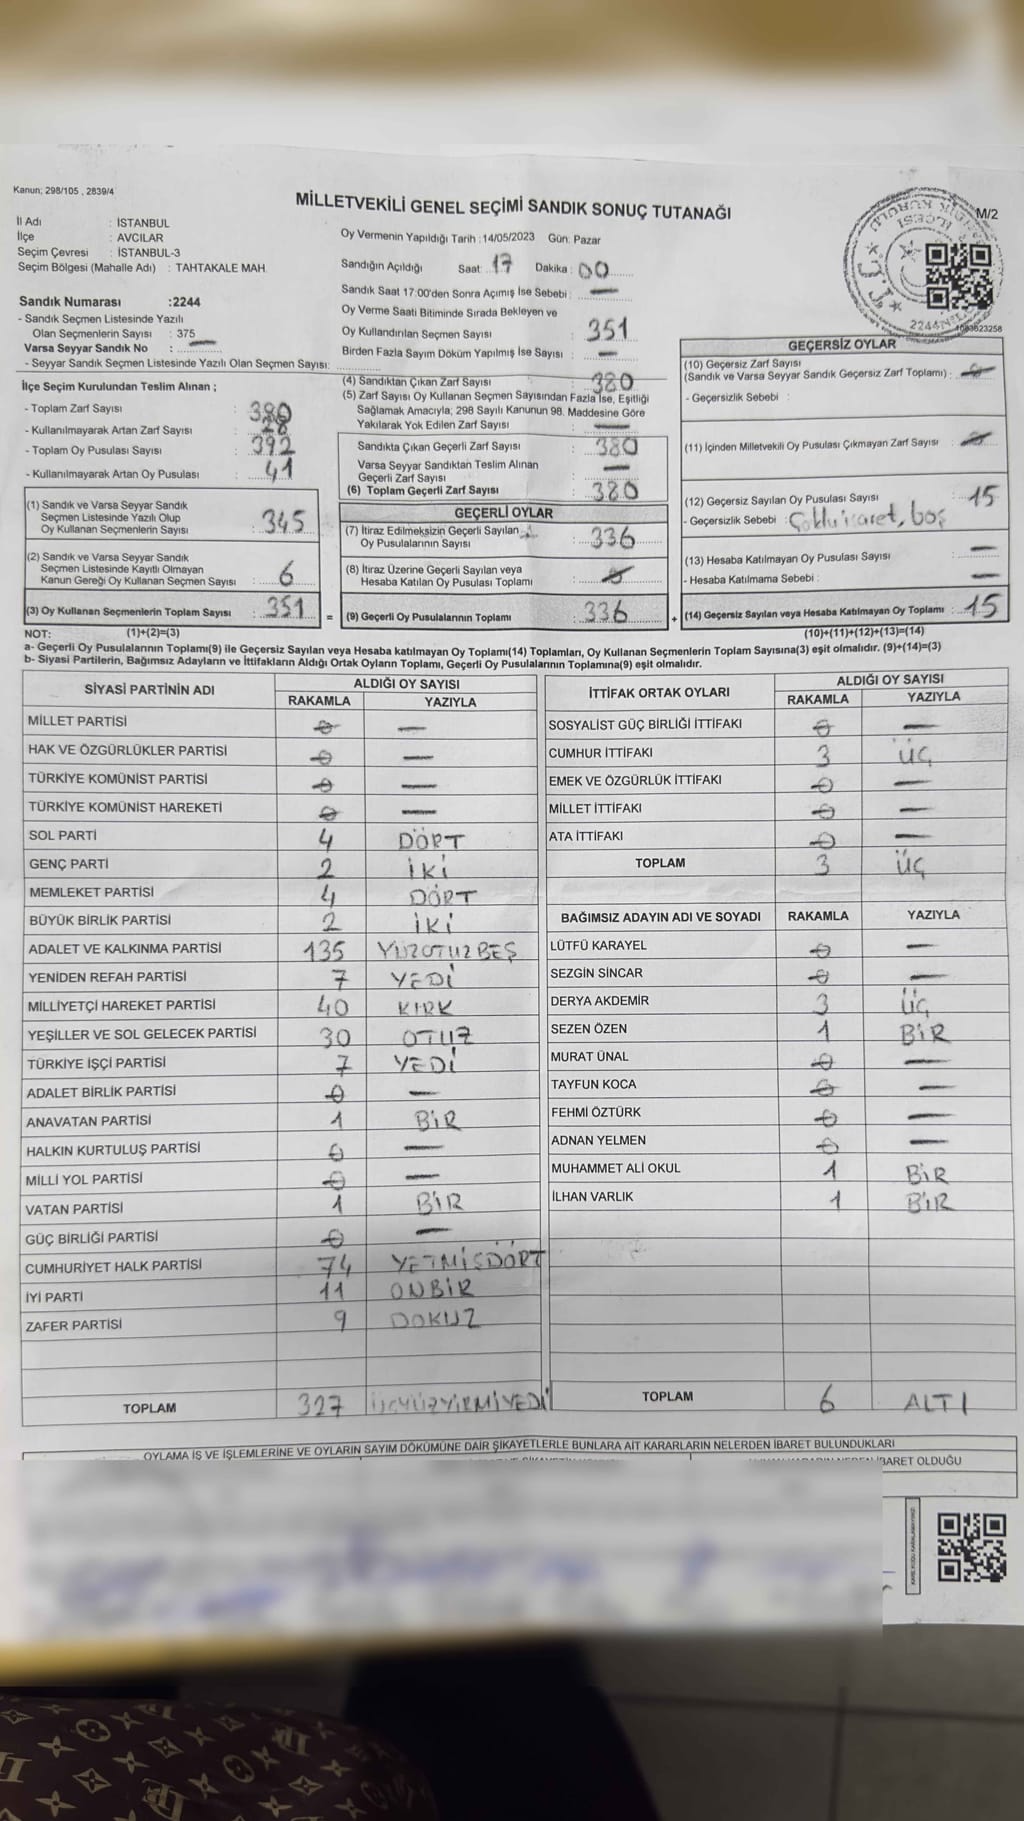 Kanun; 298/105 , 2839/4
MİLLETVEKİLİ GENEL SEÇİMİ SANDIK SONUÇ TUTANAĞI
M/2
İl Adı : İSTANBUL
İlçe : AVCILAR
Seçim Çevresi : İSTANBUL-3
Seçim Bölgesi (Mahalle Adı) : TAHTAKALE MAH.
Oy Vermenin Yapıldığı Tarih :14/05/2023 Gün: Pazar
Sandığın Açıldığı Saat: 17 Dakika : 00
Sandık Saat 17:00'den Sonra Açımış İse Sebebi : —
Oy Verme Saati Bitiminde Sırada Bekleyen ve
Oy Kullandırılan Seçmen Sayısı : 351
Birden Fazla Sayım Döküm Yapılmış İse Sayısı : —
Sandık Numarası :2244
- Sandık Seçmen Listesinde Yazılı
Olan Seçmenlerin Sayısı : 375
Varsa Seyyar Sandık No : —
- Seyyar Sandık Seçmen Listesinde Yazılı Olan Seçmen Sayısı:
İlçe Seçim Kurulundan Teslim Alınan ;
- Toplam Zarf Sayısı : 380
- Kullanılmayarak Artan Zarf Sayısı : 28
- Toplam Oy Pusulası Sayısı : 392
- Kullanılmayarak Artan Oy Pusulası : 41
(1) Sandık ve Varsa Seyyar Sandık
Seçmen Listesinde Yazılı Olup
Oy Kullanan Seçmenlerin Sayısı : 345
(2) Sandık ve Varsa Seyyar Sandık
Seçmen Listesinde Kayıtlı Olmayan
Kanun Gereği Oy Kullanan Seçmen Sayısı : 6
(3) Oy Kullanan Seçmenlerin Toplam Sayısı : 351 =
(4) Sandıktan Çıkan Zarf Sayısı : 380
(5) Zarf Sayısı Oy Kullanan Seçmen Sayısından Fazla İse, Eşitliği
Sağlamak Amacıyla; 298 Sayılı Kanunun 98. Maddesine Göre
Yakılarak Yok Edilen Zarf Sayısı : —
Sandıkta Çıkan Geçerli Zarf Sayısı : 380
Varsa Seyyar Sandıktan Teslim Alınan
Geçerli Zarf Sayısı : —
(6) Toplam Geçerli Zarf Sayısı : 380
GEÇERLİ OYLAR
(7) İtiraz Edilmeksizin Geçerli Sayılan
Oy Pusulalarının Sayısı : 336
(8) İtiraz Üzerine Geçerli Sayılan veya
Hesaba Katılan Oy Pusulası Toplamı :
(9) Geçerli Oy Pusulalarının Toplamı : 336 +
2244
1683623258
GEÇERSİZ OYLAR
(10) Geçersiz Zarf Sayısı
(Sandık ve Varsa Seyyar Sandık Geçersiz Zarf Toplamı) :
- Geçersizlik Sebebi :
(11) İçinden Milletvekili Oy Pusulası Çıkmayan Zarf Sayısı :
(12) Geçersiz Sayılan Oy Pusulası Sayısı : 15
- Geçersizlik Sebebi : Çoklu işaret, boş
(13) Hesaba Katılmayan Oy Pusulası Sayısı : —
- Hesaba Katılmama Sebebi : —
(14) Geçersiz Sayılan veya Hesaba Katılmayan Oy Toplamı : 15
NOT: (1)+(2)=(3)
(10)+(11)+(12)+(13)=(14)
a- Geçerli Oy Pusulalarının Toplamı(9) ile Geçersiz Sayılan veya Hesaba katılmayan Oy Toplamı(14) Toplamları, Oy Kullanan Seçmenlerin Toplam Sayısına(3) eşit olmalıdır. (9)+(14)=(3)
b- Siyasi Partilerin, Bağımsız Adayların ve İttifakların Aldığı Ortak Oyların Toplamı, Geçerli Oy Pusulalarının Toplamına(9) eşit olmalıdır.
SİYASİ PARTİNİN ADI ALDIĞI OY SAYISI
RAKAMLA YAZIYLA
MİLLET PARTİSİ 0 —
HAK VE ÖZGÜRLÜKLER PARTİSİ 0 —
TÜRKİYE KOMÜNİST PARTİSİ 0 —
TÜRKİYE KOMÜNİST HAREKETİ 0 —
SOL PARTİ 4 DÖRT
GENÇ PARTİ 2 İKİ
MEMLEKET PARTİSİ 4 DÖRT
BÜYÜK BİRLİK PARTİSİ 2 İKİ
ADALET VE KALKINMA PARTİSİ 135 YÜZOTUZBEŞ
YENİDEN REFAH PARTİSİ 7 YEDİ
MİLLİYETÇİ HAREKET PARTİSİ 40 KIRK
YEŞİLLER VE SOL GELECEK PARTİSİ 30 OTUZ
TÜRKİYE İŞÇİ PARTİSİ 7 YEDİ
ADALET BİRLİK PARTİSİ 0 —
ANAVATAN PARTİSİ 1 BİR
HALKIN KURTULUŞ PARTİSİ 0 —
MİLLİ YOL PARTİSİ 0 —
VATAN PARTİSİ 1 BİR
GÜÇ BİRLİĞİ PARTİSİ 0 —
CUMHURİYET HALK PARTİSİ 74 YETMİŞDÖRT
İYİ PARTİ 11 ONBİR
ZAFER PARTİSİ 9 DOKUZ
TOPLAM 327 ÜÇYÜZYİRMİYEDİ
İTTİFAK ORTAK OYLARI ALDIĞI OY SAYISI
RAKAMLA YAZIYLA
SOSYALİST GÜÇ BİRLİĞİ İTTİFAKI 0 —
CUMHUR İTTİFAKI 3 ÜÇ
EMEK VE ÖZGÜRLÜK İTTİFAKI 0 —
MİLLET İTTİFAKI 0 —
ATA İTTİFAKI 0 —
TOPLAM 3 ÜÇ
BAĞIMSIZ ADAYIN ADI VE SOYADI RAKAMLA YAZIYLA
LÜTFÜ KARAYEL 0 —
SEZGİN SİNCAR 0 —
DERYA AKDEMİR 3 ÜÇ
SEZEN ÖZEN 1 BİR
MURAT ÜNAL 0 —
TAYFUN KOCA 0 —
FEHMİ ÖZTÜRK 0 —
ADNAN YELMEN 0 —
MUHAMMET ALİ OKUL 1 BİR
İLHAN VARLIK 1 BİR
TOPLAM 6 ALTI
OYLAMA İŞ VE İŞLEMLERİNE VE OYLARIN SAYIM DÖKÜMÜNE DAİR ŞİKAYETLERLE BUNLARA AİT KARARLARIN NELERDEN İBARET BULUNDUKLARI
İBARET OLDUĞU